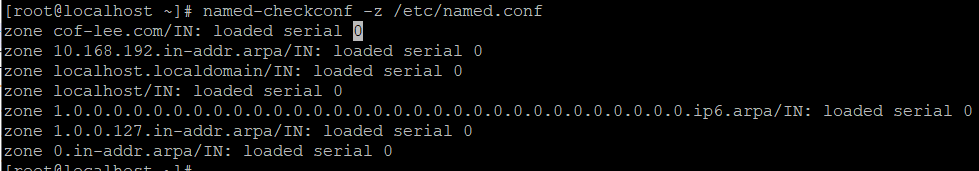 [root@localhost ~]# named-checkconf -z /etc/named.conf
zone cof-lee.com/IN: loaded serial 0
zone 10.168.192.in-addr.arpa/IN: loaded serial 0
zone localhost.localdomain/IN: loaded serial 0
zone localhost/IN: loaded serial 0
zone 1.0.0.0.0.0.0.0.0.0.0.0.0.0.0.0.0.0.0.0.0.0.0.0.0.0.0.0.0.0.0.0.ip6.arpa/IN: loaded serial 0
zone 1.0.0.127.in-addr.arpa/IN: loaded serial 0
zone 0.in-addr.arpa/IN: loaded serial 0
[root@localhost ~]#